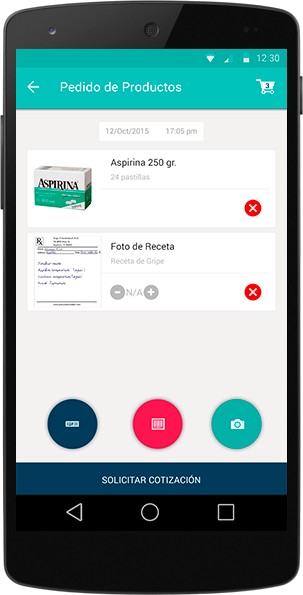 12:30
Pedido de Productos
3
12/Oct/2015 17:05 pm
Aspirina 250 gr.
24 pastillas
ASPIRINA
Foto de Receta
Receta de Gripe
N/A
SOLICITAR COTIZACIÓN